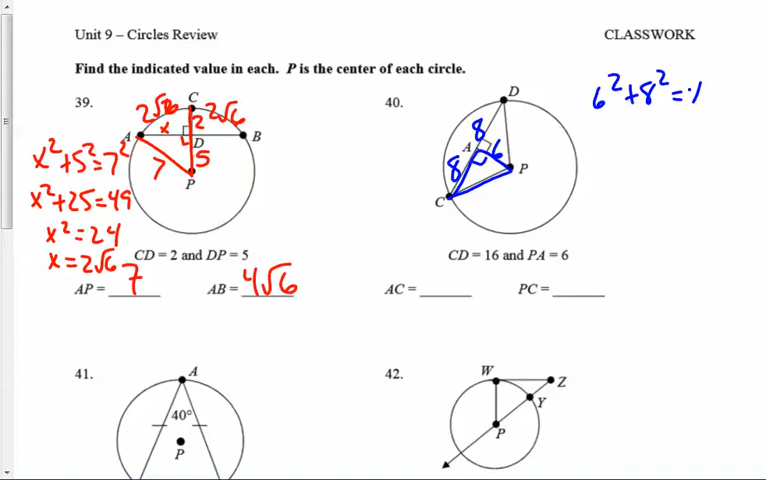 Unit 9 – Circles Review CLASSWORK
Find the indicated value in each. P is the center of each circle.
39.
C
2√6 2√6
A x 2 B
D
7 5
P
x²+5²=7²
x²+25=49
x²=24
x=2√6
CD = 2 and DP = 5
AP = 7 AB = 4√6
40.
D
6²+8²=
8
A 6
8 P
C
CD = 16 and PA = 6
AC = ______ PC = ______
41.
A
40°
P
42.
W
Z
Y
P